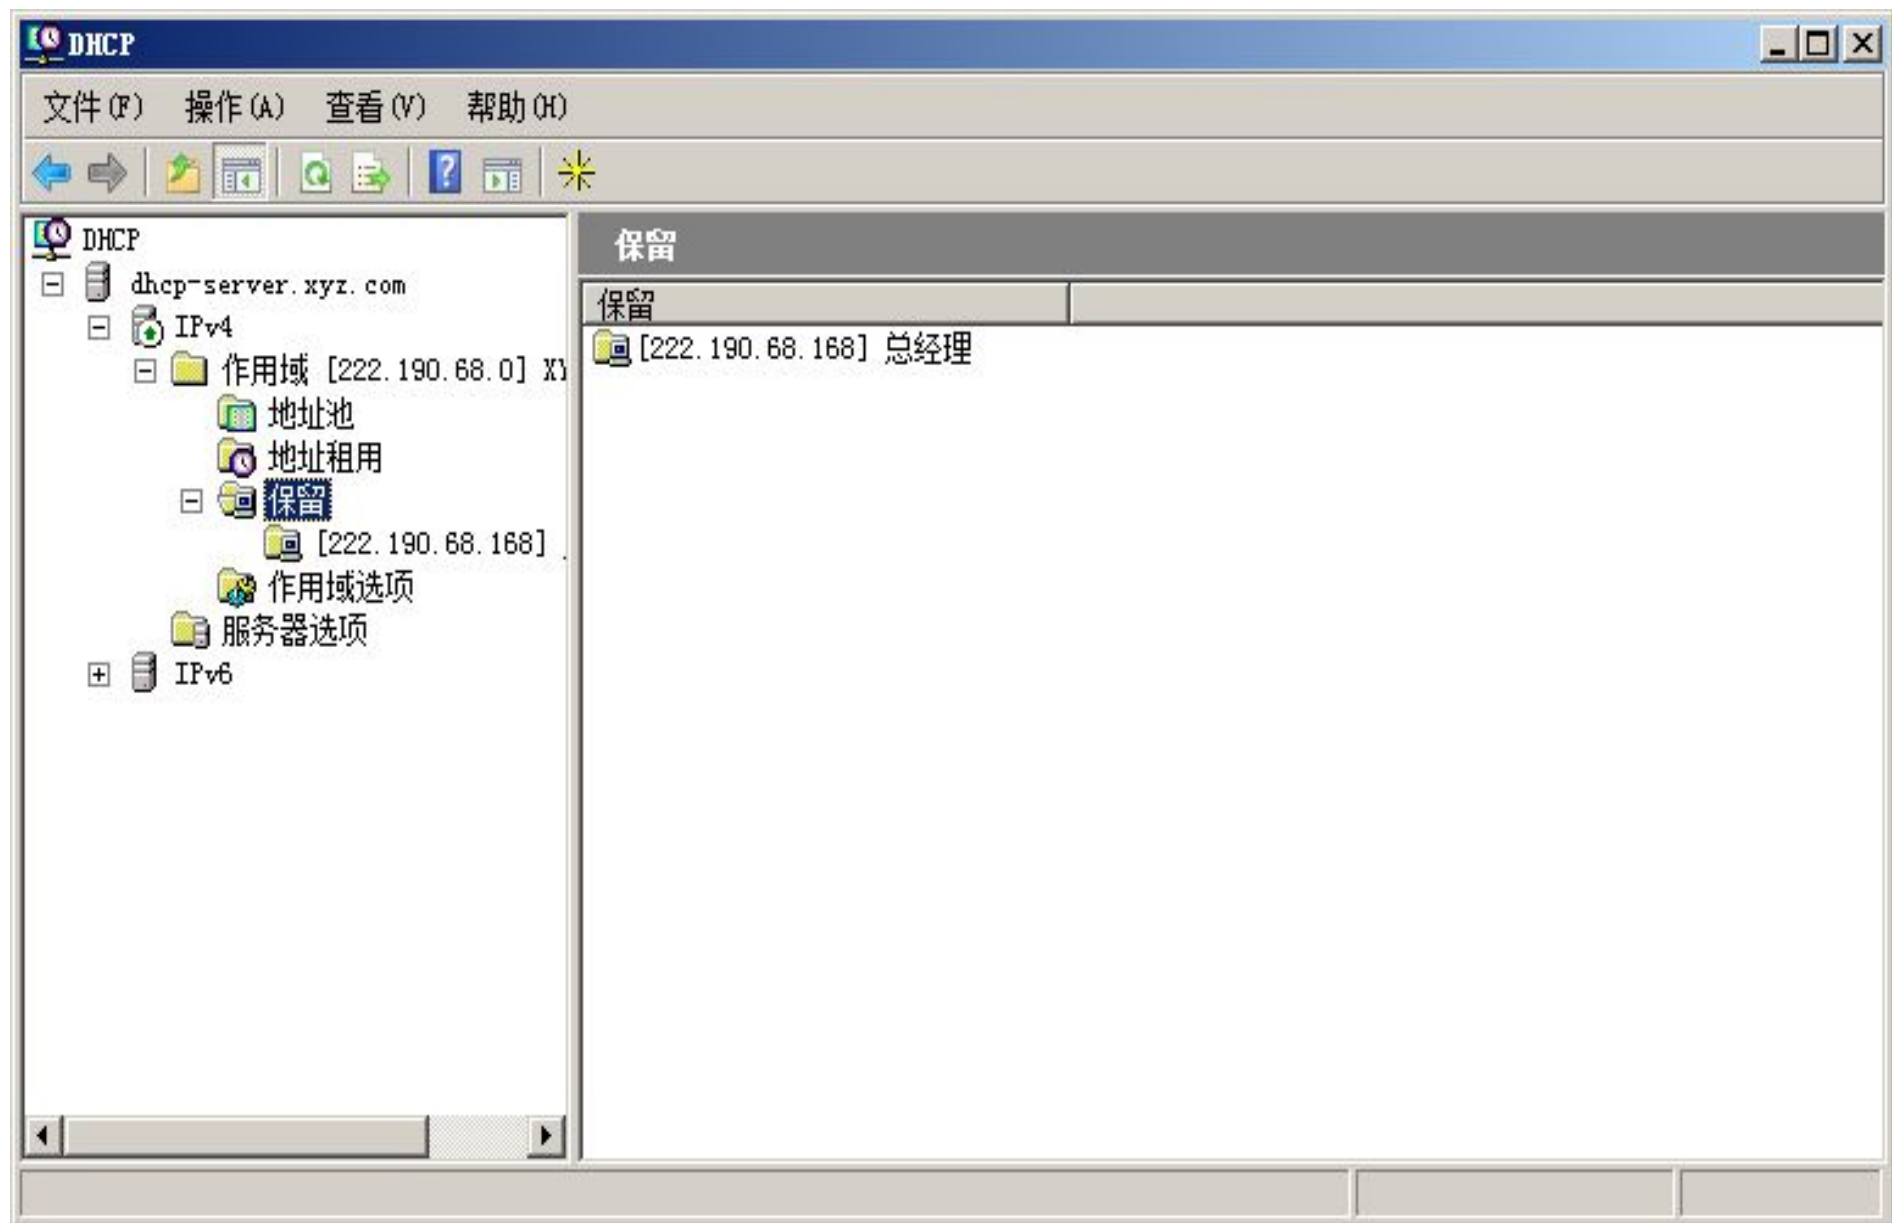 DHCP
文件(F) 操作(A) 查看(V) 帮助(H)
DHCP
dhcp-server.xyz.com
IPv4
作用域 [222.190.68.0] XY
地址池
地址租用
保留
[222.190.68.168]
作用域选项
服务器选项
IPv6
保留
保留
[222.190.68.168] 总经理